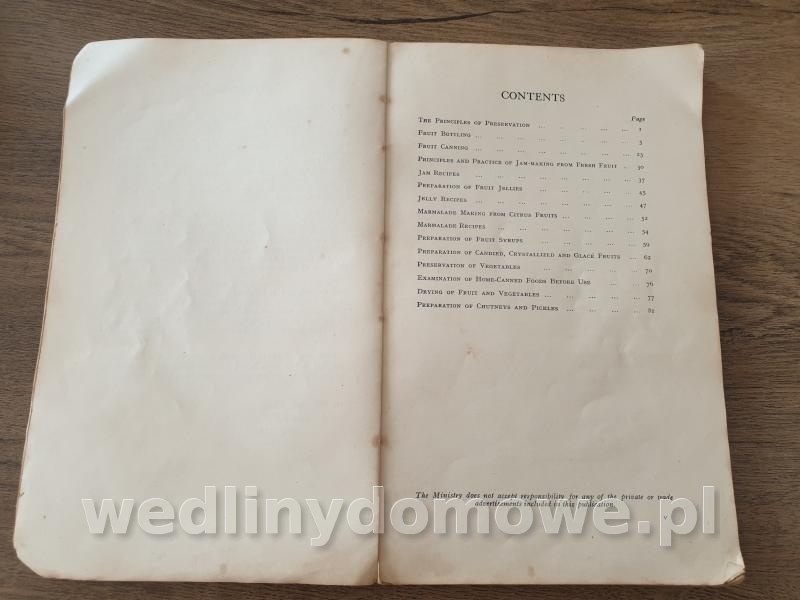 CONTENTS
Page
The Principles of Preservation ... .. ... ... ... 1
Fruit Bottling ... ... ... ... ... ... ... ... 3
Fruit Canning ... ... ... ... ... ... ... ... 23
Principles and Practice of Jam-making from Fresh Fruit .. 30
Jam Recipes ... ... ... ... ... ... ... 37
Preparation of Fruit Jellies ... ... ... ... ... 45
Jelly Recipes ... ... ... ... ... ... ... ... 47
Marmalade Making from Citrus Fruits ... ... ... ... 52
Marmalade Recipes ... ... ... ... ... ... ... 54
Preparation of Fruit Syrups ... ... ... ... ... 59
Preparation of Candied, Crystallized and Glacé Fruits ... 62
Preservation of Vegetables ... ... ... ... ... 70
Examination of Home-Canned Foods Before Use ... ... 76
Drying of Fruit and Vegetables ... ... ... ... ... 77
Preparation of Chutneys and Pickles ... ... ... ... 81
The Ministry does not accept responsibility for any of the private or trade
advertisements included in this publication.
wedlinydomowe.pl
v